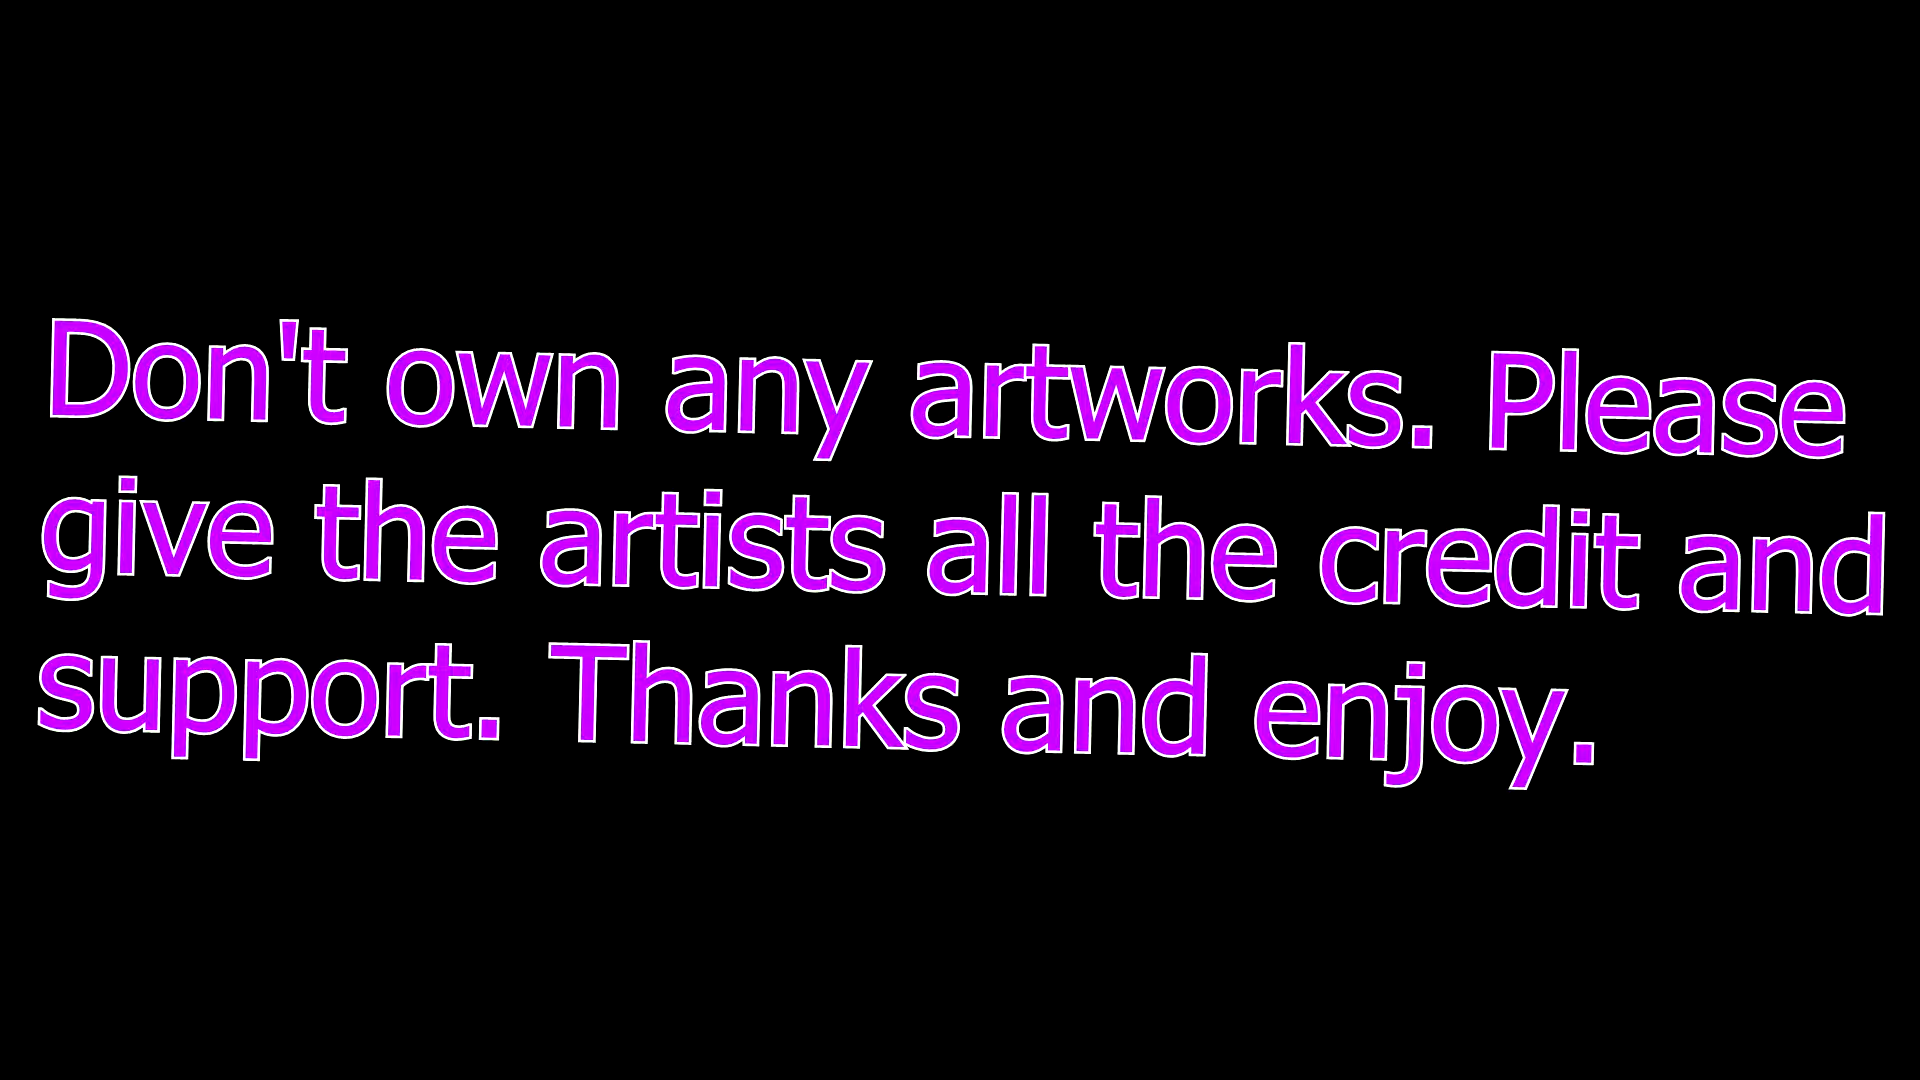 Don't own any artworks. Please
give the artists all the credit and
support. Thanks and enjoy.